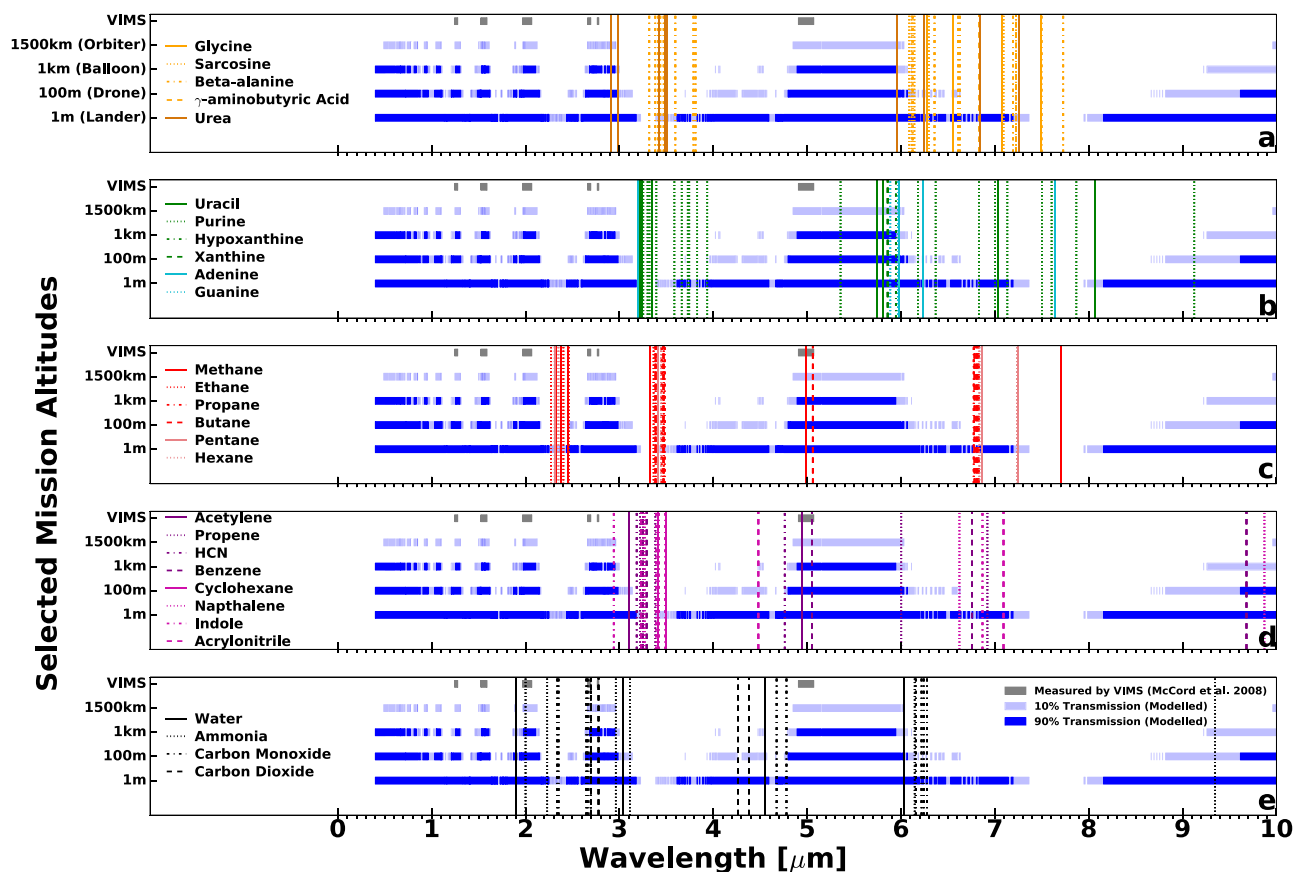 Selected Mission Altitudes
VIMS
1500km (Orbiter)
1km (Balloon)
100m (Drone)
1m (Lander)
Glycine
Sarcosine
Beta-alanine
γ-aminobutyric Acid
Urea
a
VIMS
1500km
1km
100m
1m
Uracil
Purine
Hypoxanthine
Xanthine
Adenine
Guanine
b
VIMS
1500km
1km
100m
1m
Methane
Ethane
Propane
Butane
Pentane
Hexane
c
VIMS
1500km
1km
100m
1m
Acetylene
Propene
HCN
Benzene
Cyclohexane
Napthalene
Indole
Acrylonitrile
d
VIMS
1500km
1km
100m
1m
Water
Ammonia
Carbon Monoxide
Carbon Dioxide
Measured by VIMS (McCord et al. 2008)
10% Transmission (Modelled)
90% Transmission (Modelled)
e
0 1 2 3 4 5 6 7 8 9 10
Wavelength [μm]